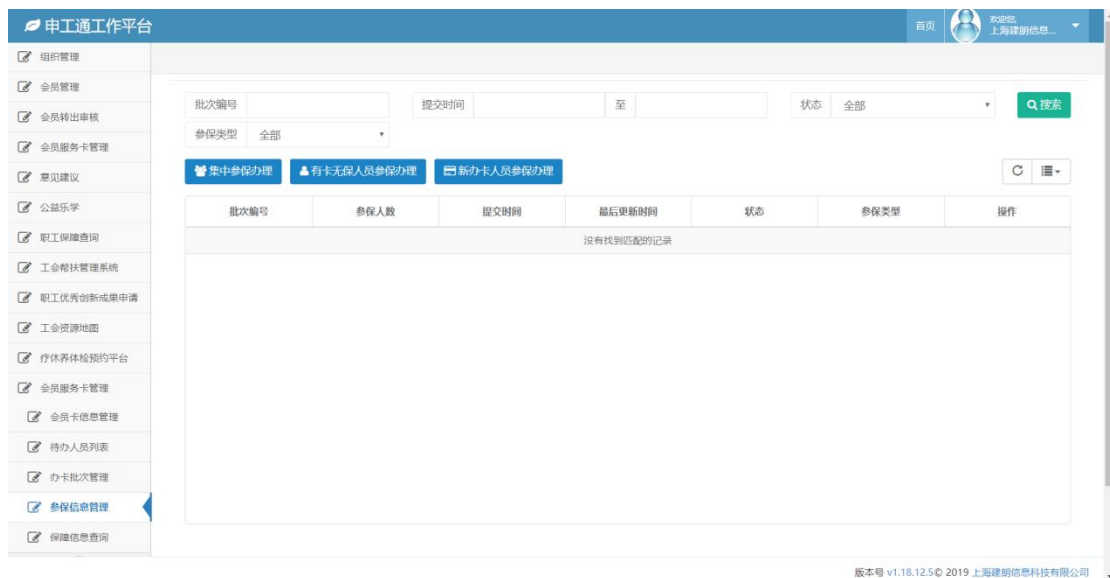 申工通工作平台
首页
欢迎您,
上海建朗信息...
组织管理
会员管理
会员转出审核
会员服务卡管理
意见建议
公益乐学
职工保障查询
工会帮扶管理系统
职工优秀创新成果申请
工会资源地图
疗休养体检预约平台
会员服务卡管理
会员卡信息管理
待办人员列表
办卡批次管理
参保信息管理
保障信息查询
批次编号 提交时间 至 状态 全部 搜索
参保类型 全部
集中参保办理 有卡无保人员参保办理 新办卡人员参保办理
批次编号 参保人数 提交时间 最后更新时间 状态 参保类型 操作
没有找到匹配的记录
版本号 v1.18.12.5© 2019 上海建朗信息科技有限公司